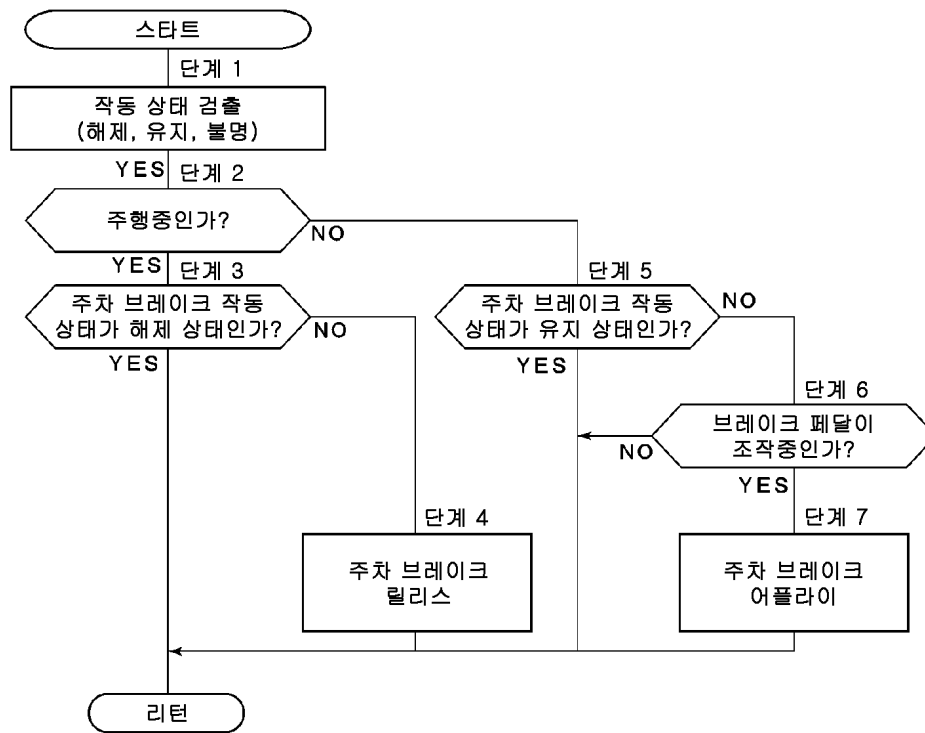 스타트
단계 1
작동 상태 검출
(해제, 유지, 불명)
YES
단계 2
주행중인가?
NO
YES
단계 3
주차 브레이크 작동
상태가 해제 상태인가?
NO
YES
단계 5
주차 브레이크 작동
상태가 유지 상태인가?
NO
YES
단계 6
브레이크 페달이
조작중인가?
NO
YES
단계 4
주차 브레이크
릴리스
단계 7
주차 브레이크
어플라이
리턴